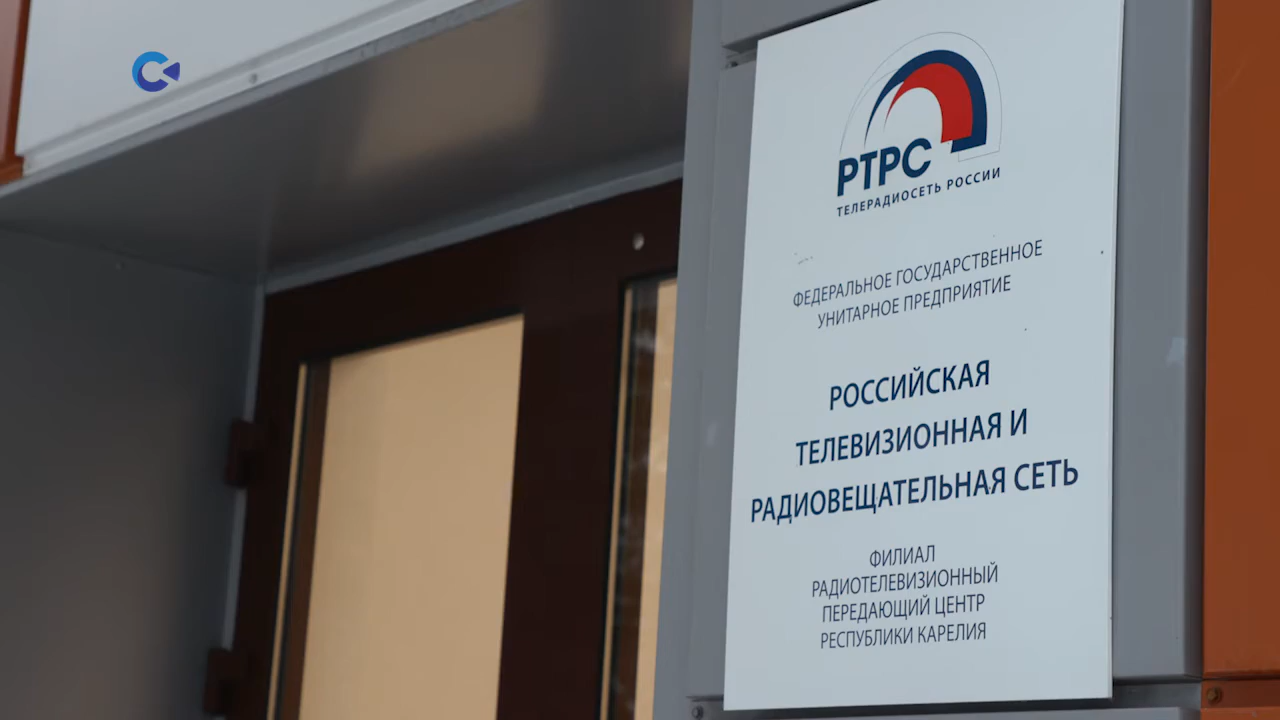 РТРС
ТЕЛЕРАДИОСЕТЬ РОССИИ
ФЕДЕРАЛЬНОЕ ГОСУДАРСТВЕННОЕ
УНИТАРНОЕ ПРЕДПРИЯТИЕ
РОССИЙСКАЯ
ТЕЛЕВИЗИОННАЯ И
РАДИОВЕЩАТЕЛЬНАЯ СЕТЬ
ФИЛИАЛ
РАДИОТЕЛЕВИЗИОННЫЙ
ПЕРЕДАЮЩИЙ ЦЕНТР
РЕСПУБЛИКИ КАРЕЛИЯ